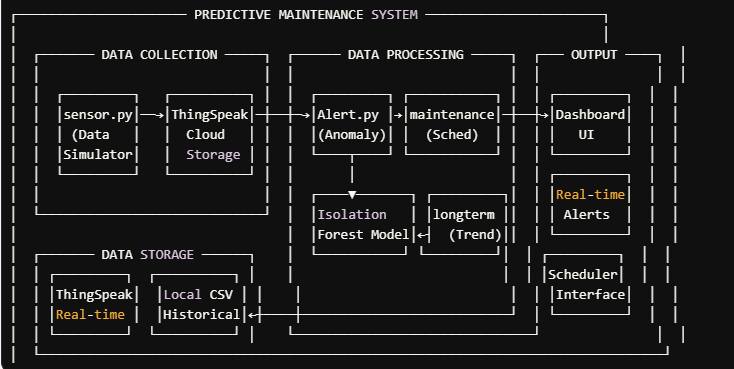 PREDICTIVE MAINTENANCE SYSTEM
DATA COLLECTION
sensor.py
(Data
Simulator)
ThingSpeak
Cloud
Storage
DATA PROCESSING
Alert.py
(Anomaly)
maintenance
(Sched)
Isolation
Forest Model
longterm
(Trend)
OUTPUT
Dashboard
UI
Real-time
Alerts
Scheduler
Interface
DATA STORAGE
ThingSpeak
Real-time
Local CSV
Historical